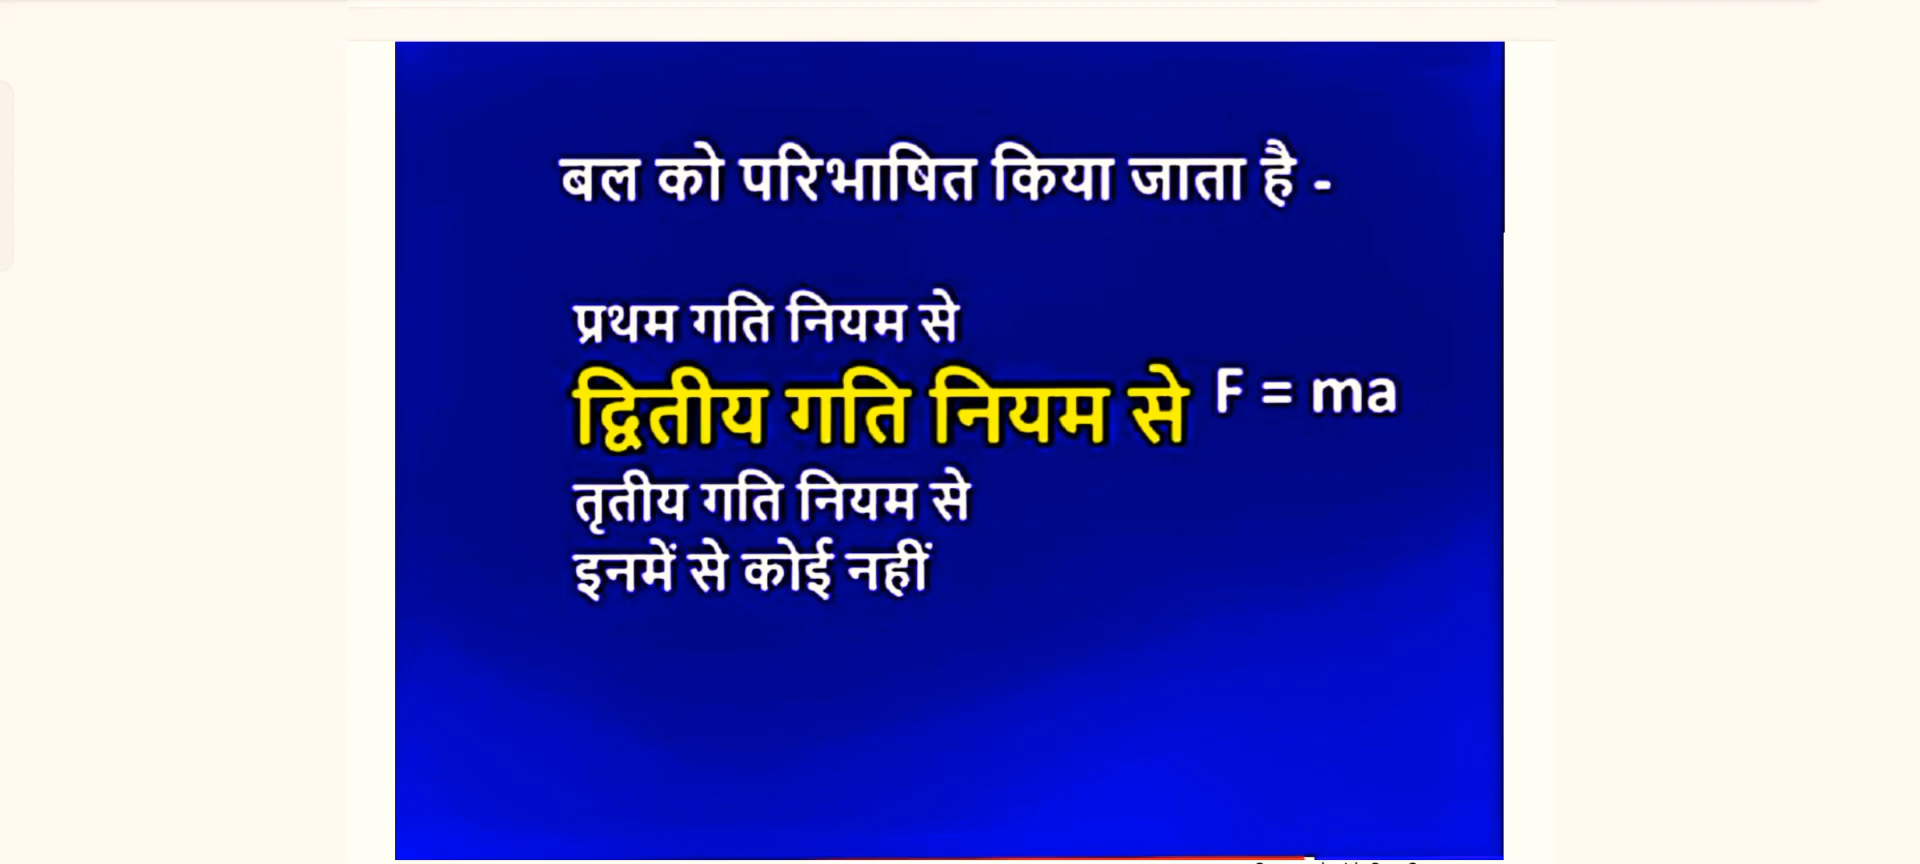 बल को परिभाषित किया जाता है -
प्रथम गति नियम से
द्वितीय गति नियम से F = ma
तृतीय गति नियम से
इनमें से कोई नहीं